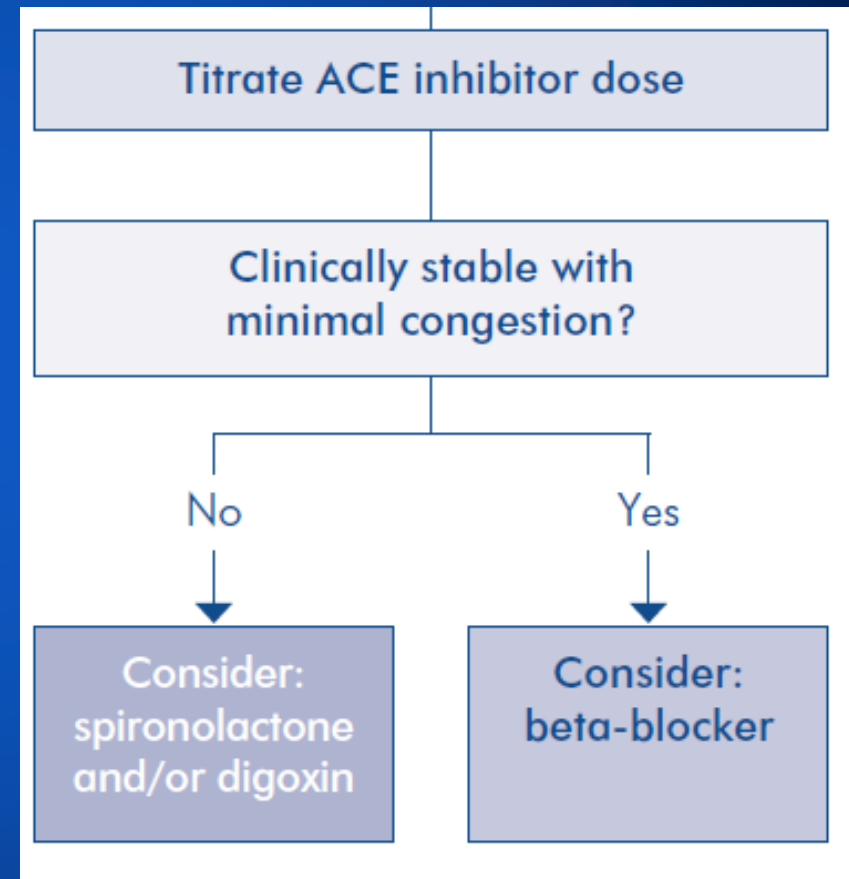 Titrate ACE inhibitor dose
Clinically stable with
minimal congestion?
No
Yes
Consider:
spironolactone
and/or digoxin
Consider:
beta-blocker